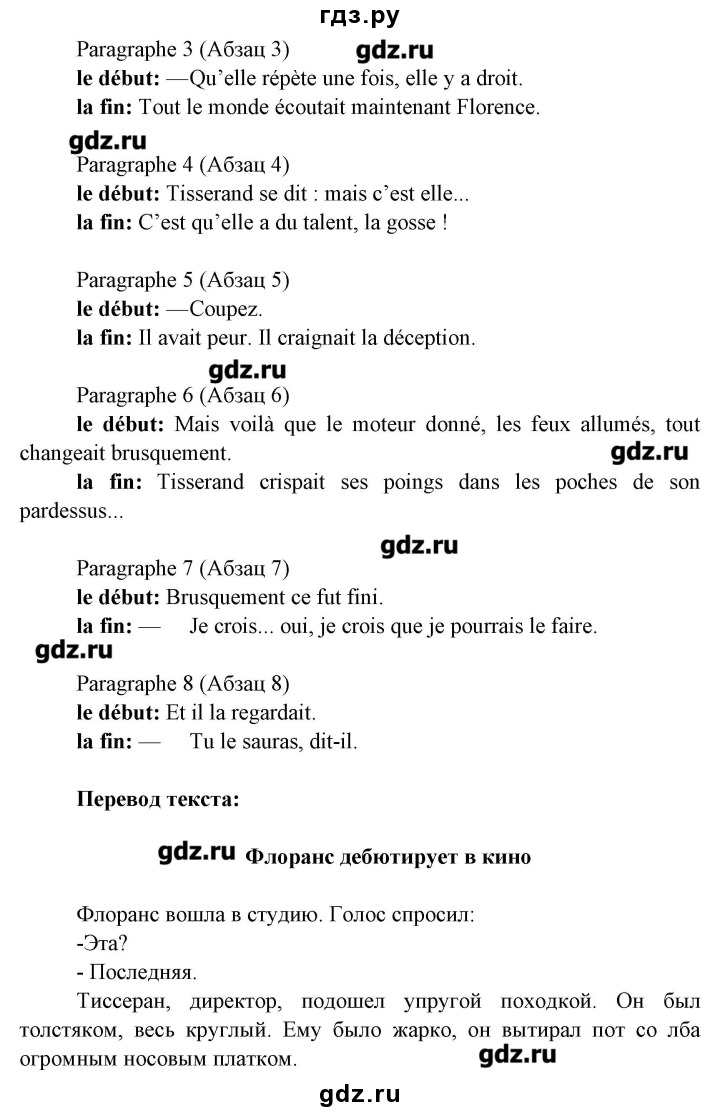 гдз.ру
Paragraphe 3 (Абзац 3)
gdz.ru
le début: —Qu’elle répète une fois, elle y a droit.
la fin: Tout le monde écoutait maintenant Florence.
gdz.ru
Paragraphe 4 (Абзац 4)
le début: Tisserand se dit : mais c’est elle...
la fin: C’est qu’elle a du talent, la gosse !
Paragraphe 5 (Абзац 5)
le début: —Coupez.
la fin: Il avait peur. Il craignait la déception.
gdz.ru
Paragraphe 6 (Абзац 6)
le début: Mais voilà que le moteur donné, les feux allumés, tout
changeait brusquement.
gdz.ru
la fin: Tisserand crispait ses poings dans les poches de son
pardessus...
gdz.ru
Paragraphe 7 (Абзац 7)
le début: Brusquement ce fut fini.
la fin: — Je crois... oui, je crois que je pourrais le faire.
gdz.ru
Paragraphe 8 (Абзац 8)
le début: Et il la regardait.
la fin: — Tu le sauras, dit-il.
Перевод текста:
gdz.ru
Флоранс дебютирует в кино
Флоранс вошла в студию. Голос спросил:
-Эта?
- Последняя.
Тиссеран, директор, подошел упругой походкой. Он был
толстяком, весь круглый. Ему было жарко, он вытирал пот со лба
огромным носовым платком.
gdz.ru
gdz.ru